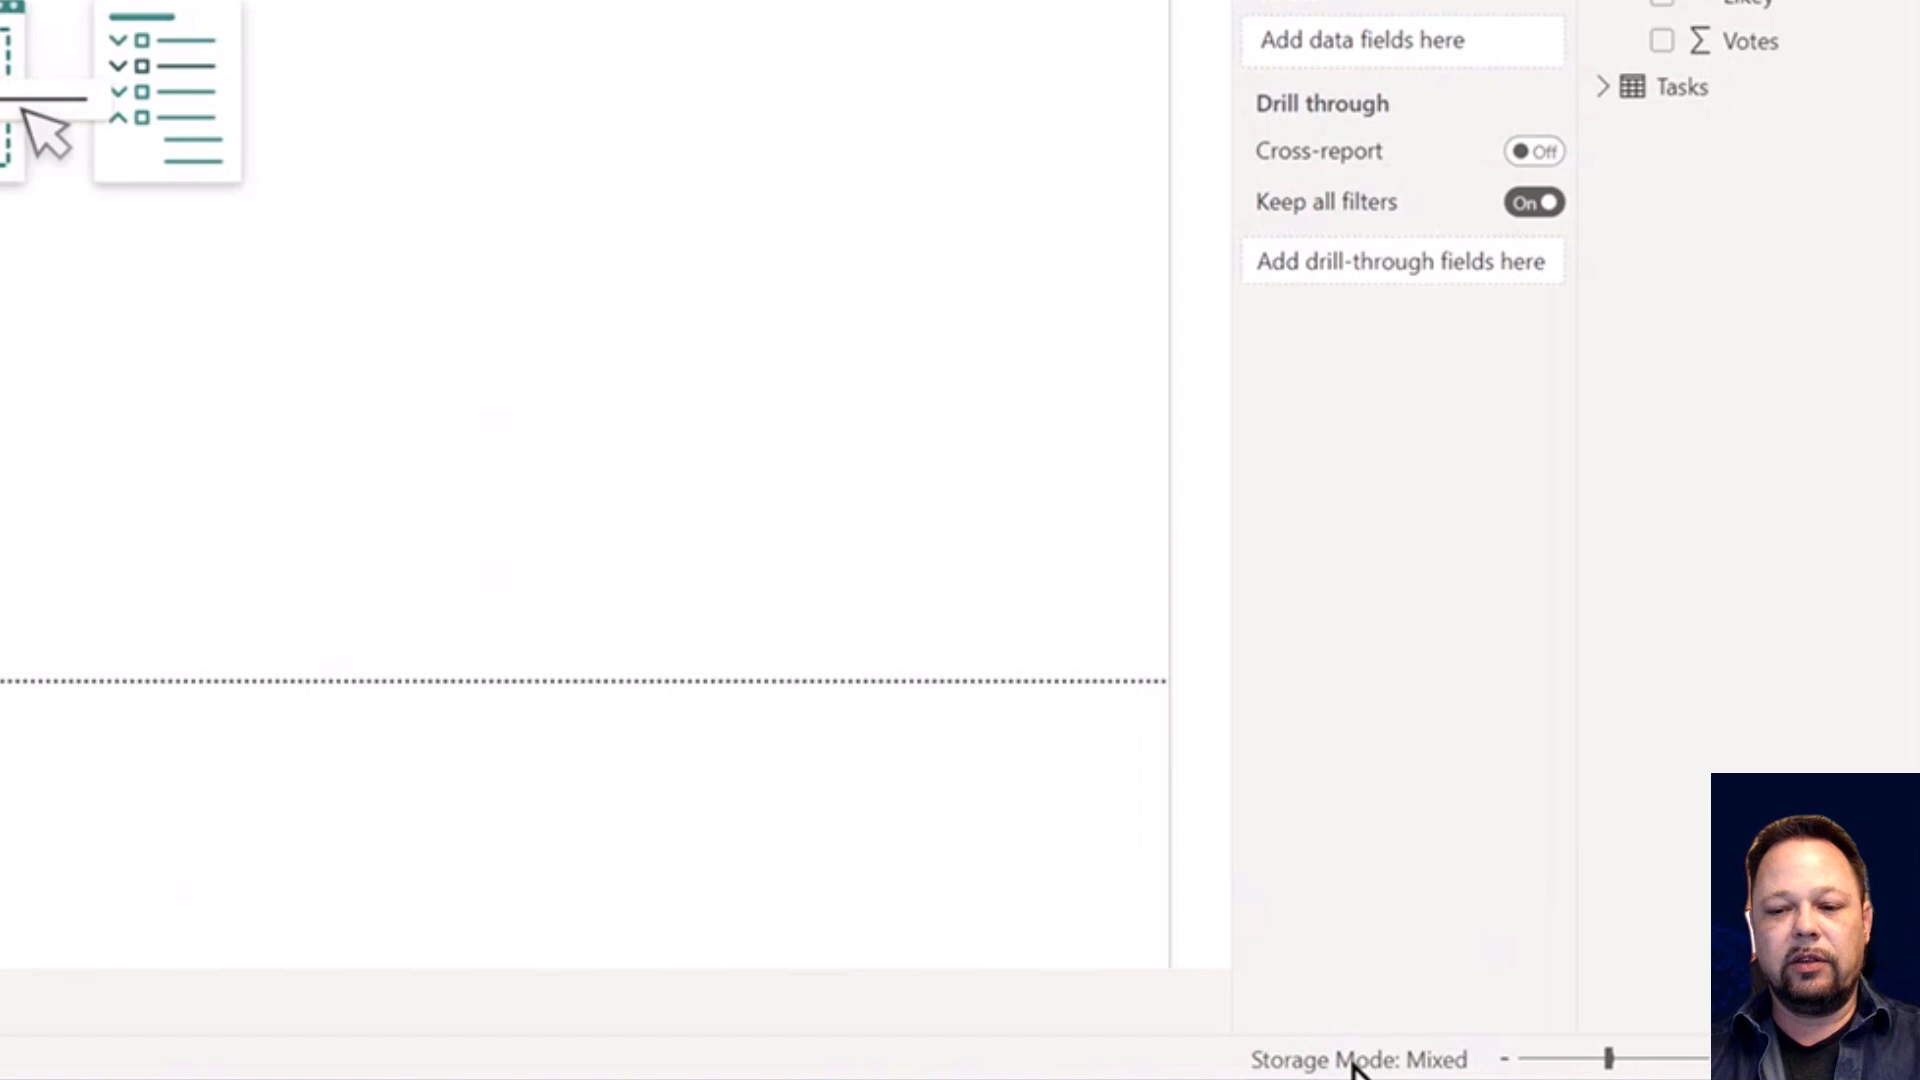 Add data fields here
Drill through
Cross-report
Off
Keep all filters
On
Add drill-through fields here
Votes
Tasks
Storage Mode: Mixed